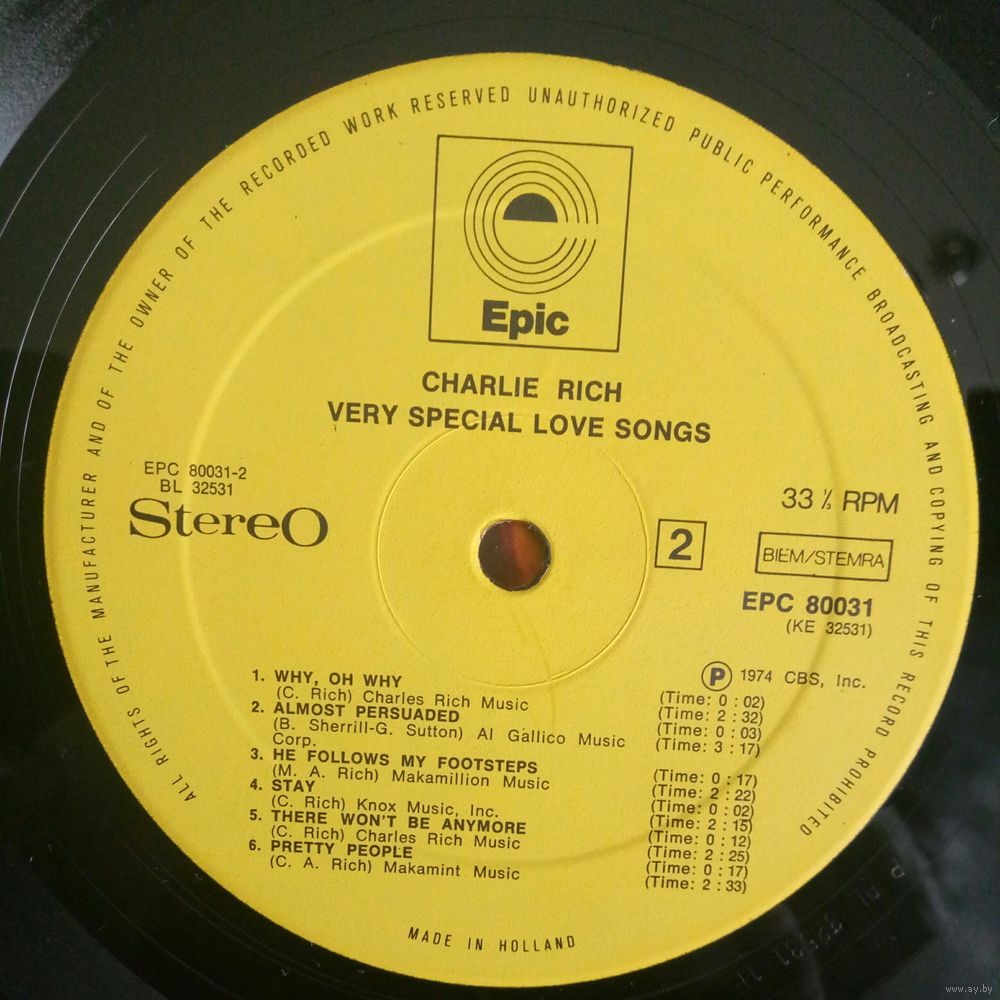 ALL RIGHTS OF THE MANUFACTURER AND OF THE OWNER OF THE RECORDED WORK RESERVED UNAUTHORIZED PUBLIC PERFORMANCE BROADCASTING AND COPYING OF THIS RECORD PROHIBITED
Epic
CHARLIE RICH
VERY SPECIAL LOVE SONGS
EPC 80031-2
BL 32531
Stereo
33 ⅓ RPM
2
BIEM/STEMRA
EPC 80031
(KE 32531)
Ⓟ 1974 CBS, Inc.
1. WHY, OH WHY (Time: 0 : 02)
(C. Rich) Charles Rich Music (Time: 2 : 32)
2. ALMOST PERSUADED (Time: 0 : 03)
(B. Sherrill-G. Sutton) Al Gallico Music (Time: 3 : 17)
Corp.
3. HE FOLLOWS MY FOOTSTEPS (Time: 0 : 17)
(M. A. Rich) Makamillion Music (Time: 2 : 22)
4. STAY (Time: 0 : 02)
(C. Rich) Knox Music, Inc. (Time: 2 : 15)
5. THERE WON'T BE ANYMORE (Time: 0 : 12)
(C. Rich) Charles Rich Music (Time: 2 : 25)
6. PRETTY PEOPLE (Time: 0 : 17)
(C. A. Rich) Makamint Music (Time: 2 : 33)
MADE IN HOLLAND
www.ay.by